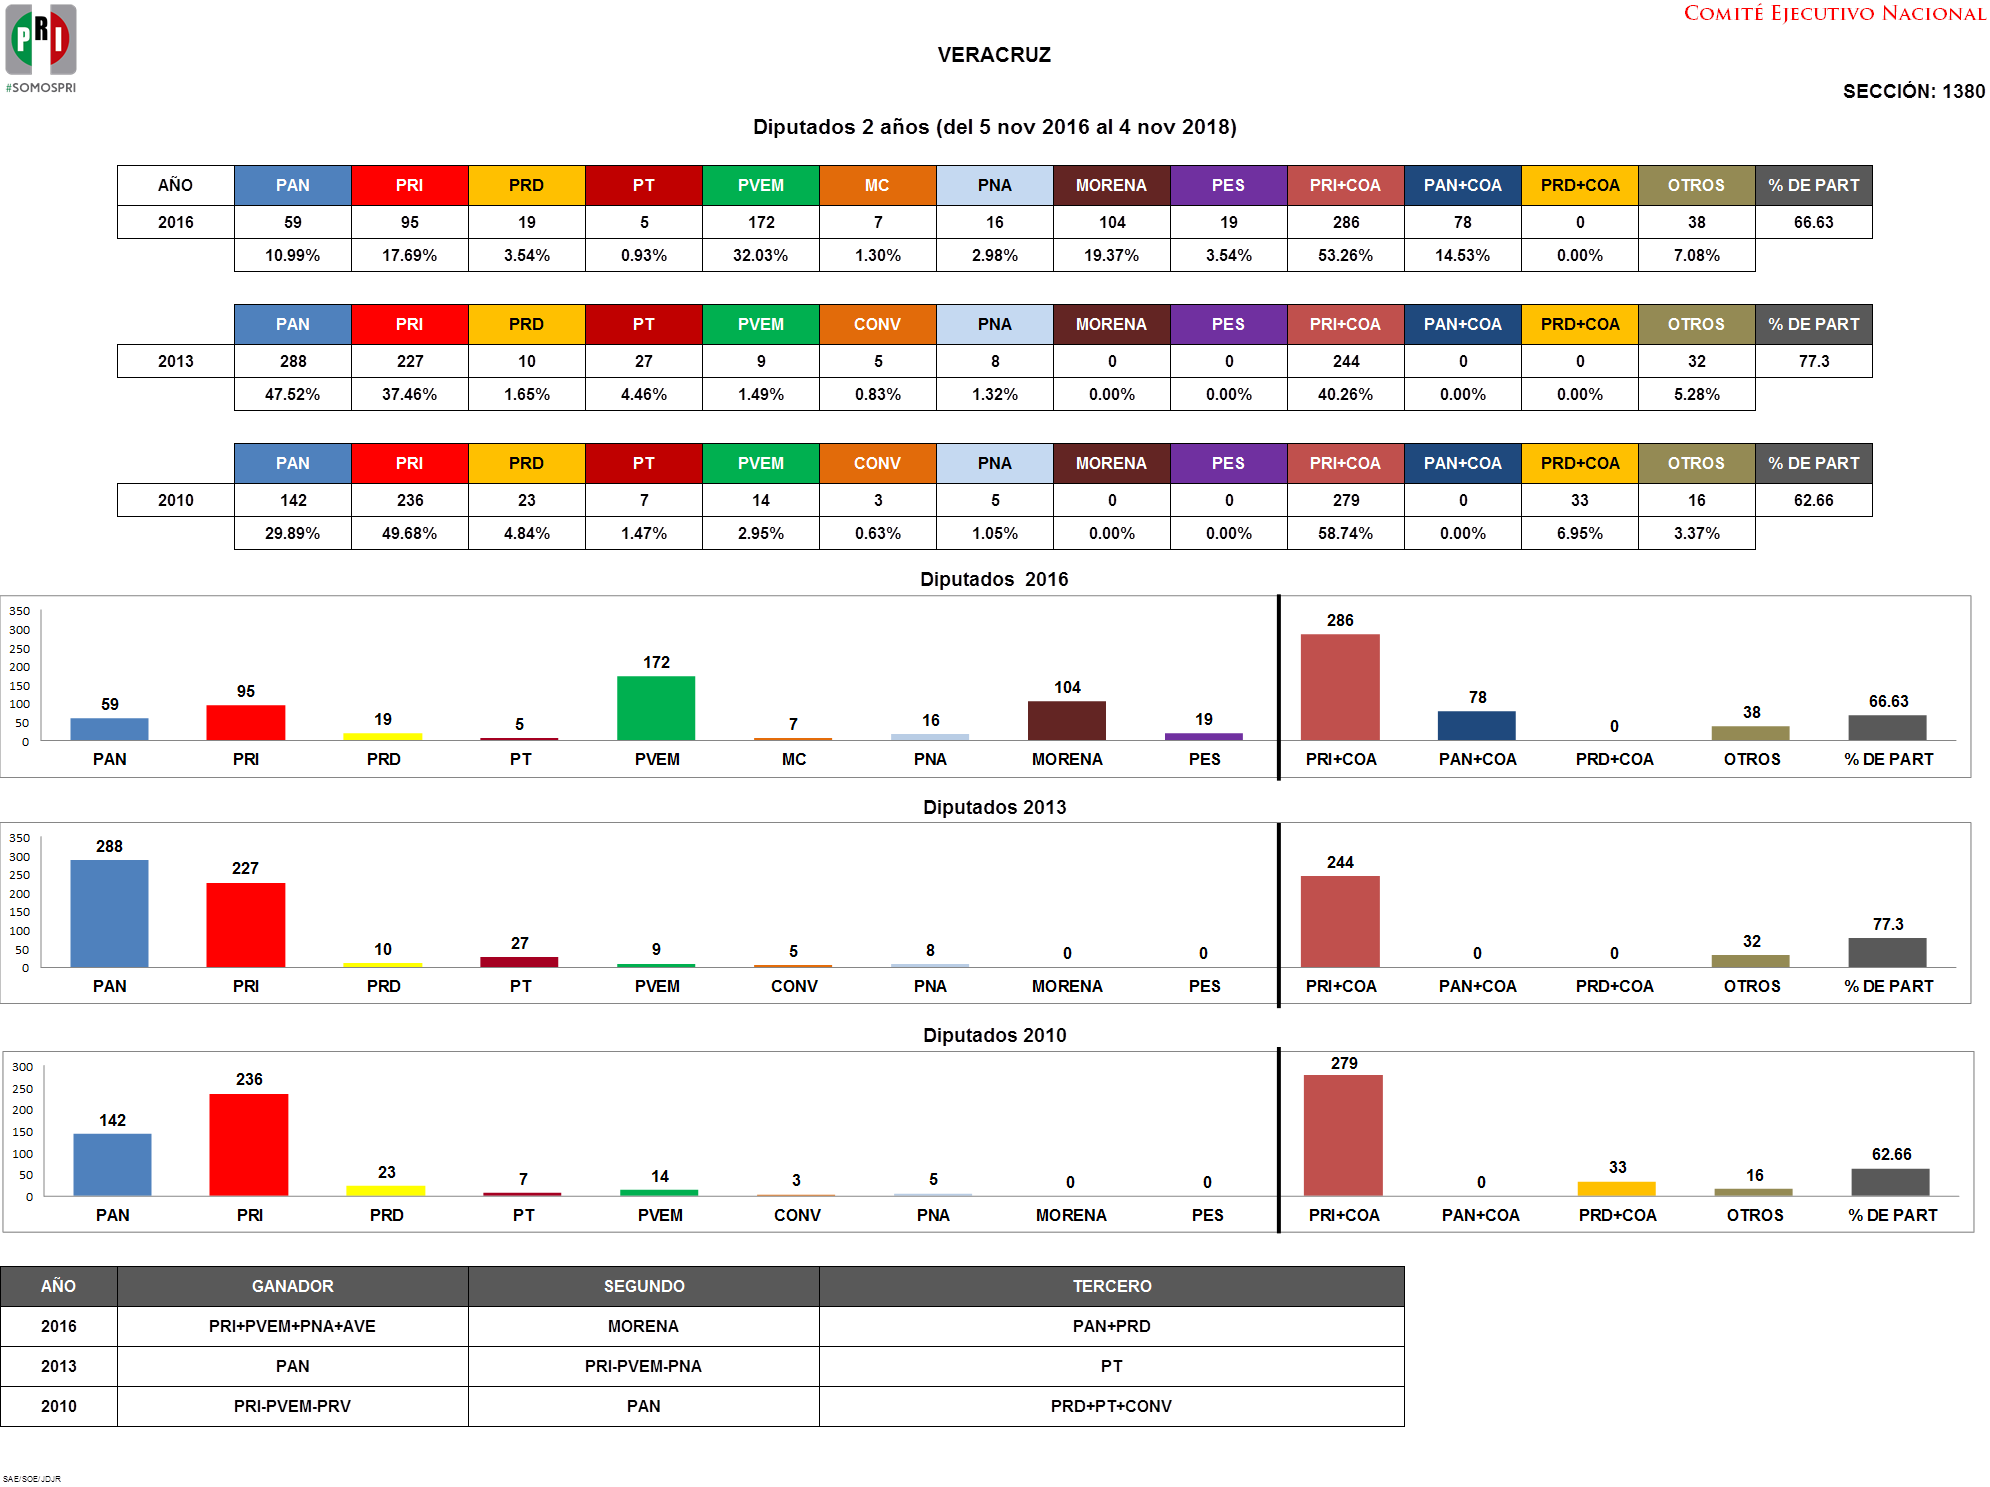 COMITÉ EJECUTIVO NACIONAL
PRI
#SOMOSPRI
VERACRUZ
SECCIÓN: 1380
Diputados 2 años (del 5 nov 2016 al 4 nov 2018)
AÑO PAN PRI PRD PT PVEM MC PNA MORENA PES PRI+COA PAN+COA PRD+COA OTROS % DE PART
2016 59 95 19 5 172 7 16 104 19 286 78 0 38 66.63
10.99% 17.69% 3.54% 0.93% 32.03% 1.30% 2.98% 19.37% 3.54% 53.26% 14.53% 0.00% 7.08%
PAN PRI PRD PT PVEM CONV PNA MORENA PES PRI+COA PAN+COA PRD+COA OTROS % DE PART
2013 288 227 10 27 9 5 8 0 0 244 0 0 32 77.3
47.52% 37.46% 1.65% 4.46% 1.49% 0.83% 1.32% 0.00% 0.00% 40.26% 0.00% 0.00% 5.28%
PAN PRI PRD PT PVEM CONV PNA MORENA PES PRI+COA PAN+COA PRD+COA OTROS % DE PART
2010 142 236 23 7 14 3 5 0 0 279 0 33 16 62.66
29.89% 49.68% 4.84% 1.47% 2.95% 0.63% 1.05% 0.00% 0.00% 58.74% 0.00% 6.95% 3.37%
Diputados 2016
350
300
250
200
150
100
50
0
59 95 19 5 172 7 16 104 19 286 78 0 38 66.63
PAN PRI PRD PT PVEM MC PNA MORENA PES PRI+COA PAN+COA PRD+COA OTROS % DE PART
Diputados 2013
350
300
250
200
150
100
50
0
288 227 10 27 9 5 8 0 0 244 0 0 32 77.3
PAN PRI PRD PT PVEM CONV PNA MORENA PES PRI+COA PAN+COA PRD+COA OTROS % DE PART
Diputados 2010
300
250
200
150
100
50
0
142 236 23 7 14 3 5 0 0 279 0 33 16 62.66
PAN PRI PRD PT PVEM CONV PNA MORENA PES PRI+COA PAN+COA PRD+COA OTROS % DE PART
AÑO GANADOR SEGUNDO TERCERO
2016 PRI+PVEM+PNA+AVE MORENA PAN+PRD
2013 PAN PRI-PVEM-PNA PT
2010 PRI-PVEM-PRV PAN PRD+PT+CONV
SAE/SOE/JDJR